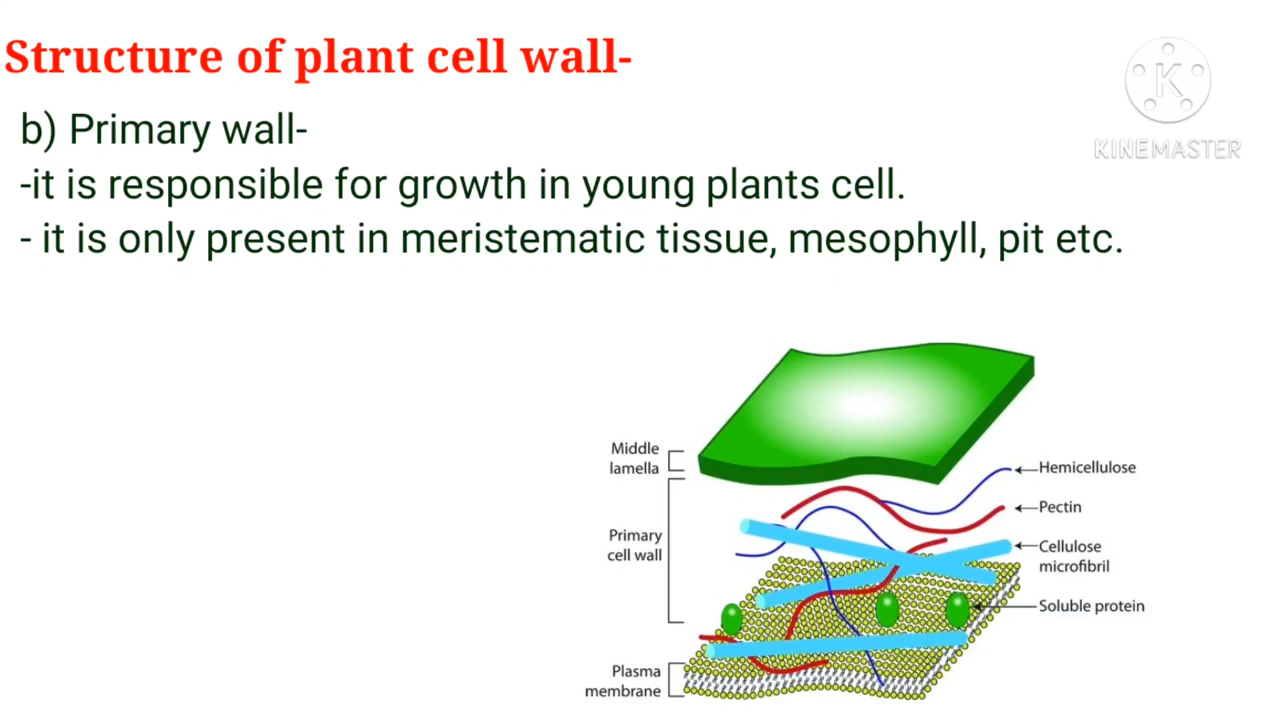 Structure of plant cell wall-
b) Primary wall-
-it is responsible for growth in young plants cell.
- it is only present in meristematic tissue, mesophyll, pit etc.
K
KINEMASTER
Middle
lamella
Primary
cell wall
Plasma
membrane
Hemicellulose
Pectin
Cellulose
microfibril
Soluble protein